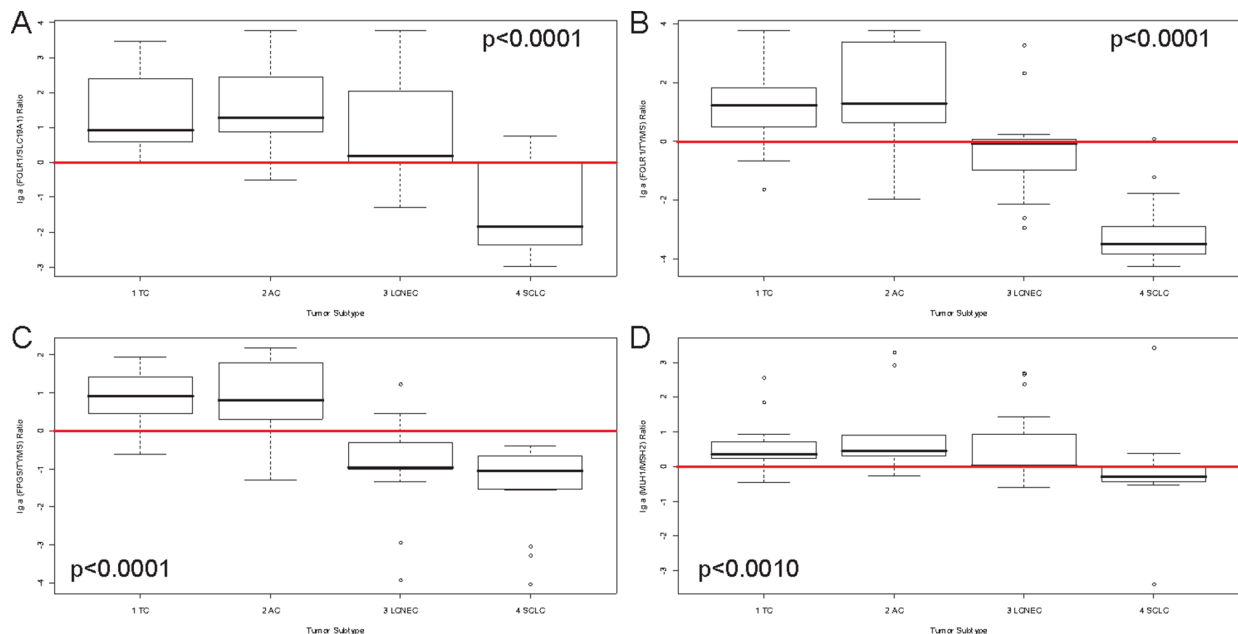 A
p<0.0001
4
3
2
1
0
-1
-2
-3
lg a (FOLR1/SLC19A1) Ratio
1 TC
2 AC
3 LCNEC
4 SCLC
Tumor Subtype
B
p<0.0001
4
2
0
-2
-4
lg a (FOLR1/TYMS) Ratio
1 TC
2 AC
3 LCNEC
4 SCLC
Tumor Subtype
C
p<0.0001
2
1
0
-1
-2
-3
-4
lg a (FPGS/TYMS) Ratio
1 TC
2 AC
3 LCNEC
4 SCLC
Tumor Subtype
D
p<0.0010
3
2
1
0
-1
-2
-3
lg a (MLH1/MSH2) Ratio
1 TC
2 AC
3 LCNEC
4 SCLC
Tumor Subtype